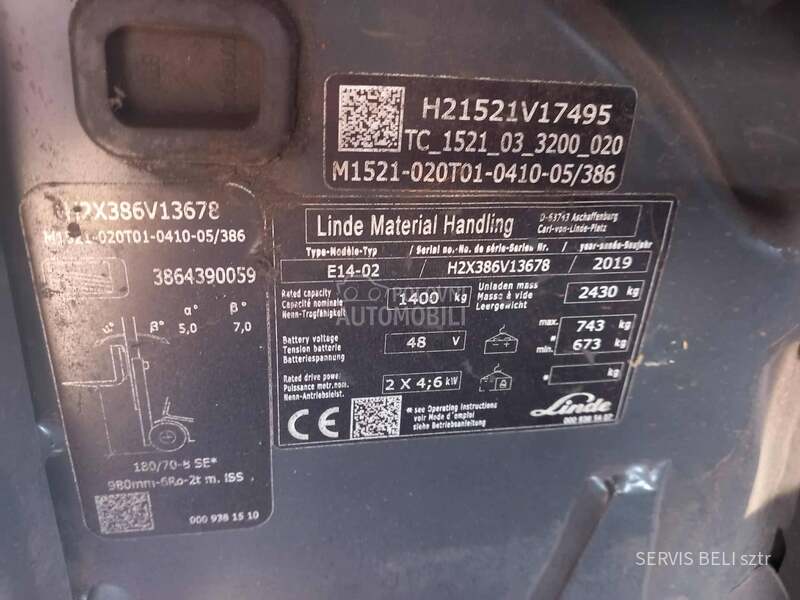 H21521V17495
TC_1521_03_3200_020
M1521-020T01-0410-05/386
H2X386V13678
M1521-020T01-0410-05/386
3864390059
α° β°
β° 5,0 7,0
180/70-8 SE*
980mm-6Ro-2t m. ISS
000 938 15 10
Linde Material Handling
D-63743 Aschaffenburg
Carl-von-Linde-Platz
Type-Modèle-Typ / Serial no.-No. de série-Serien Nr. / year-année-Baujahr
E14-02 / H2X386V13678 / 2019
Rated capacity
Capacité nominale
Nenn-Tragfähigkeit
1400 kg
Unladen mass
Masse à vide
Leergewicht
2430 kg
Battery voltage
Tension batterie
Batteriespannung
48 V
max. 743 kg
*
min. 673 kg
Rated drive power
Puissance metr.nom.
Nenn-Antriebsleist.
2 X 4,6 kW
* kg
CE
* see Operating Instructions
voir Mode d'emploi
siehe Betriebsanleitung
Linde
POLOVNI
AUTOMOBILI
SERVIS BELI sztr